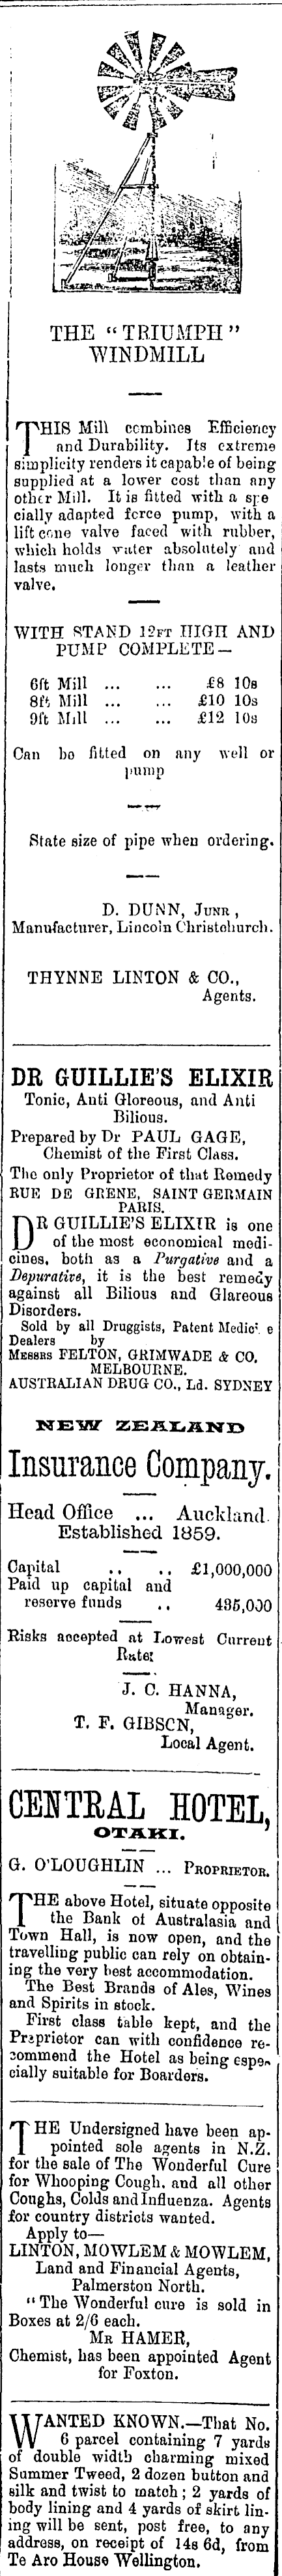 THE "TRIUMPH"
WINDMILL
THIS Mill combines Efficiency
and Durability. Its extreme
simplicity renders it capable of being
supplied at a lower cost than any
other Mill. It is fitted with a spe
cially adapted force pump, with a
lift cone valve faced with rubber,
which holds water absolutely and
lasts much longer than a leather
valve.
WITH STAND 12FT HIGH AND
PUMP COMPLETE—
6ft Mill ... ... £8 10s
8ft Mill ... ... £10 10s
9ft Mill ... ... £12 10s
Can be fitted on any well or
pump
State size of pipe when ordering.
D. DUNN, JUNR,
Manufacturer, Lincoln Christchurch.
THYNNE LINTON & CO.,
Agents.
DR GUILLIE'S ELIXIR
Tonic, Anti Gloreous, and Anti
Bilious.
Prepared by Dr PAUL GAGE,
Chemist of the First Class.
The only Proprietor of that Remedy
RUE DE GRENE, SAINT GERMAIN
PARIS.
DR GUILLIE'S ELIXIR is one
of the most economical medi-
cines, both as a Purgative and a
Depurative, it is the best remedy
against all Bilious and Glareous
Disorders.
Sold by all Druggists, Patent Medic e
Dealers by
MESSRS FELTON, GRIMWADE & CO.
MELBOURNE.
AUSTRALIAN DRUG CO., Ld. SYDNEY
NEW ZEALAND
Insurance Company.
Head Office ... Auckland.
Established 1859.
Capital .. .. £1,000,000
Paid up capital and
reserve funds .. 435,000
Risks accepted at Lowest Current
Rates
J. C. HANNA,
Manager.
T. F. GIBSON,
Local Agent.
CENTRAL HOTEL,
OTAKI.
G. O'LOUGHLIN ... PROPRIETOR.
THE above Hotel, situate opposite
the Bank of Australasia and
Town Hall, is now open, and the
travelling public can rely on obtain-
ing the very best accommodation.
The Best Brands of Ales, Wines
and Spirits in stock.
First class table kept, and the
Proprietor can with confidence re-
commend the Hotel as being espe-
cially suitable for Boarders.
THE Undersigned have been ap-
pointed sole agents in N.Z.
for the sale of The Wonderful Cure
for Whooping Cough, and all other
Coughs, Colds and Influenza. Agents
for country districts wanted.
Apply to—
LINTON, MOWLEM & MOWLEM,
Land and Financial Agents,
Palmerston North.
"The Wonderful cure is sold in
Boxes at 2/6 each.
MR HAMER,
Chemist, has been appointed Agent
for Foxton.
WANTED KNOWN.—That No.
6 parcel containing 7 yards
of double width charming mixed
Summer Tweed, 2 dozen button and
silk and twist to match; 2 yards of
body lining and 4 yards of skirt lin-
ing will be sent, post free, to any
address, on receipt of 14s 6d, from
Te Aro House Wellington.